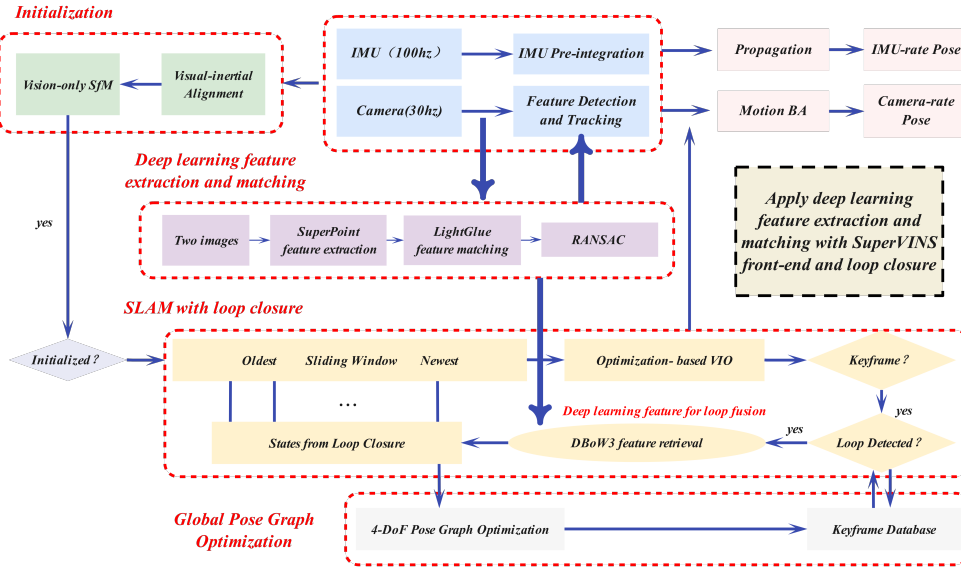 Initialization
IMU（100hz）
IMU Pre-integration
Propagation
IMU-rate Pose
Vision-only SfM
Visual-inertial
Alignment
Camera(30hz)
Feature Detection
and Tracking
Motion BA
Camera-rate
Pose
Deep learning feature
extraction and matching
Apply deep learning
feature extraction and
matching with SuperVINS
front-end and loop closure
yes
Two images
SuperPoint
feature extraction
LightGlue
feature matching
RANSAC
SLAM with loop closure
Initialized？
Oldest
Sliding Window
Newest
Optimization- based VIO
Keyframe？
...
Deep learning feature for loop fusion
yes
yes
States from Loop Closure
DBoW3 feature retrieval
Loop Detected？
Global Pose Graph
Optimization
4-DoF Pose Graph Optimization
Keyframe Database